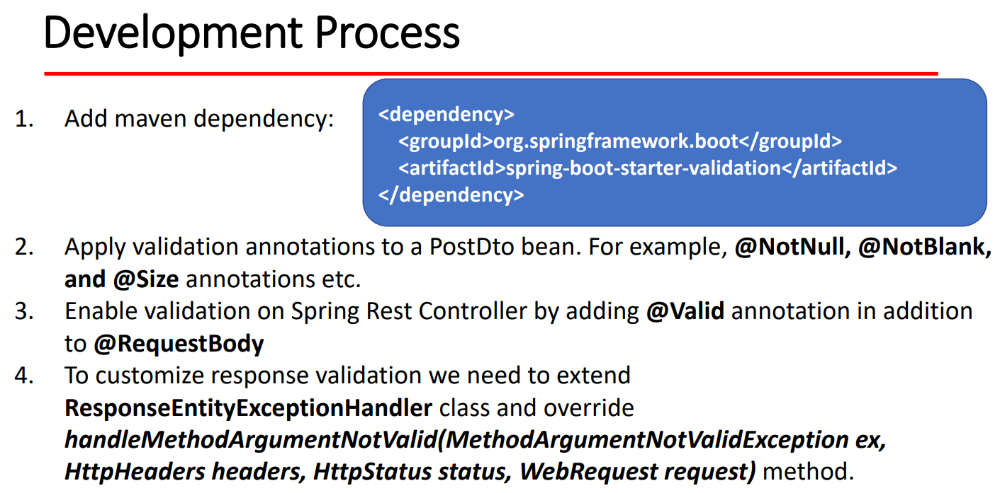 Development Process
1. Add maven dependency:
<dependency>
<groupId>org.springframework.boot</groupId>
<artifactId>spring-boot-starter-validation</artifactId>
</dependency>
2. Apply validation annotations to a PostDto bean. For example, @NotNull, @NotBlank,
and @Size annotations etc.
3. Enable validation on Spring Rest Controller by adding @Valid annotation in addition
to @RequestBody
4. To customize response validation we need to extend
ResponseEntityExceptionHandler class and override
handleMethodArgumentNotValid(MethodArgumentNotValidException ex,
HttpHeaders headers, HttpStatus status, WebRequest request) method.